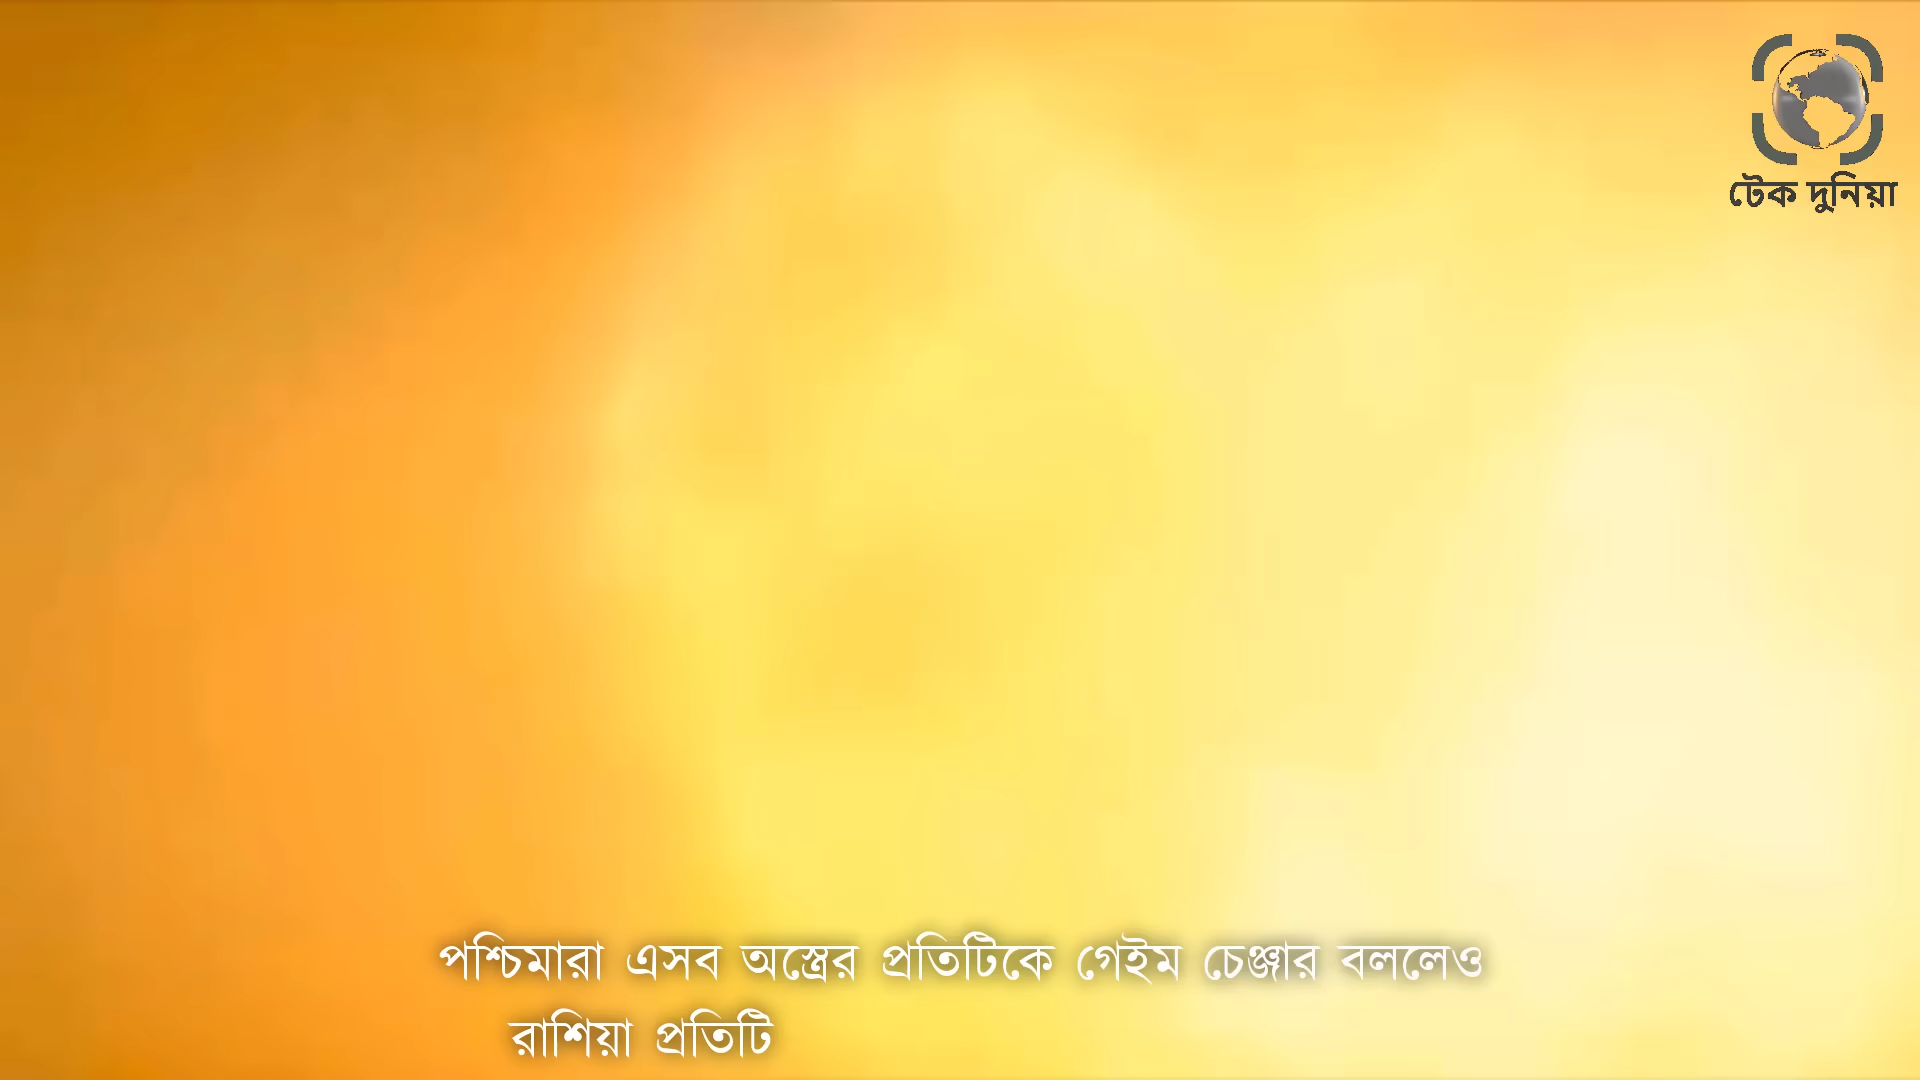 টেক দুনিয়া
পশ্চিমারা এসব অস্ত্রের প্রতিটিকে গেইম চেঞ্জার বললেও
রাশিয়া প্রতিটি